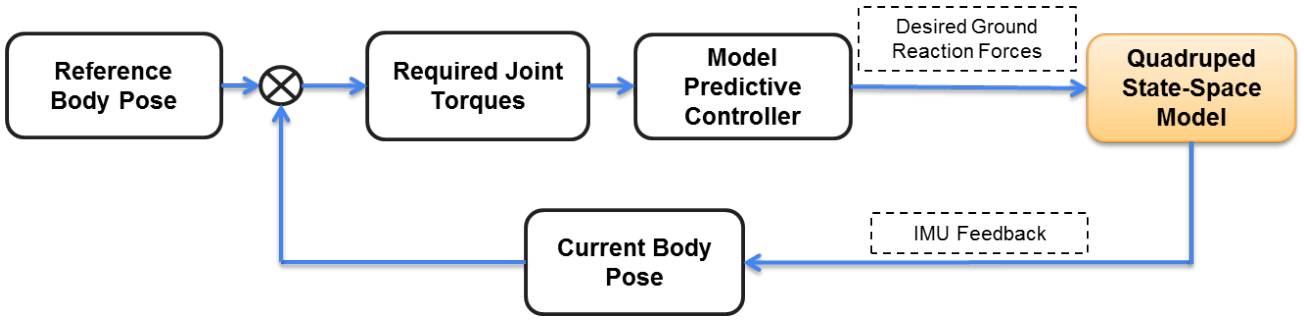 Reference
Body Pose
Required Joint
Torques
Model
Predictive
Controller
Desired Ground
Reaction Forces
Quadruped
State-Space
Model
Current Body
Pose
IMU Feedback